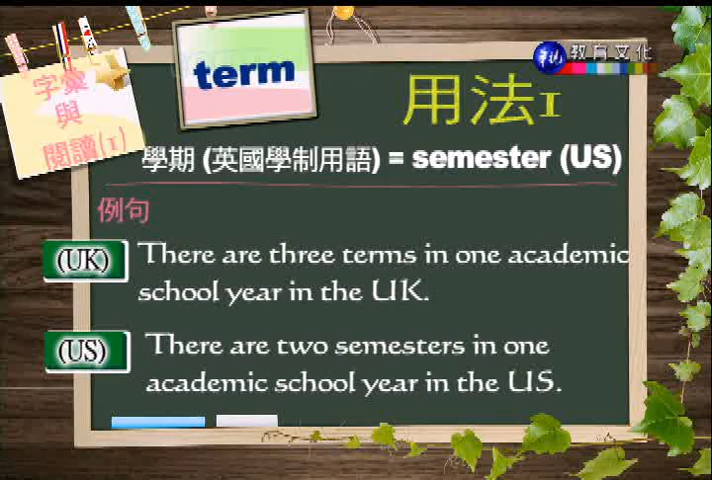 字彙
與
閱讀(1)
term
華視 教育文化
用法1
學期 (英國學制用語) = semester (US)
例句
(UK) There are three terms in one academic
school year in the UK.
(US) There are two semesters in one
academic school year in the US.